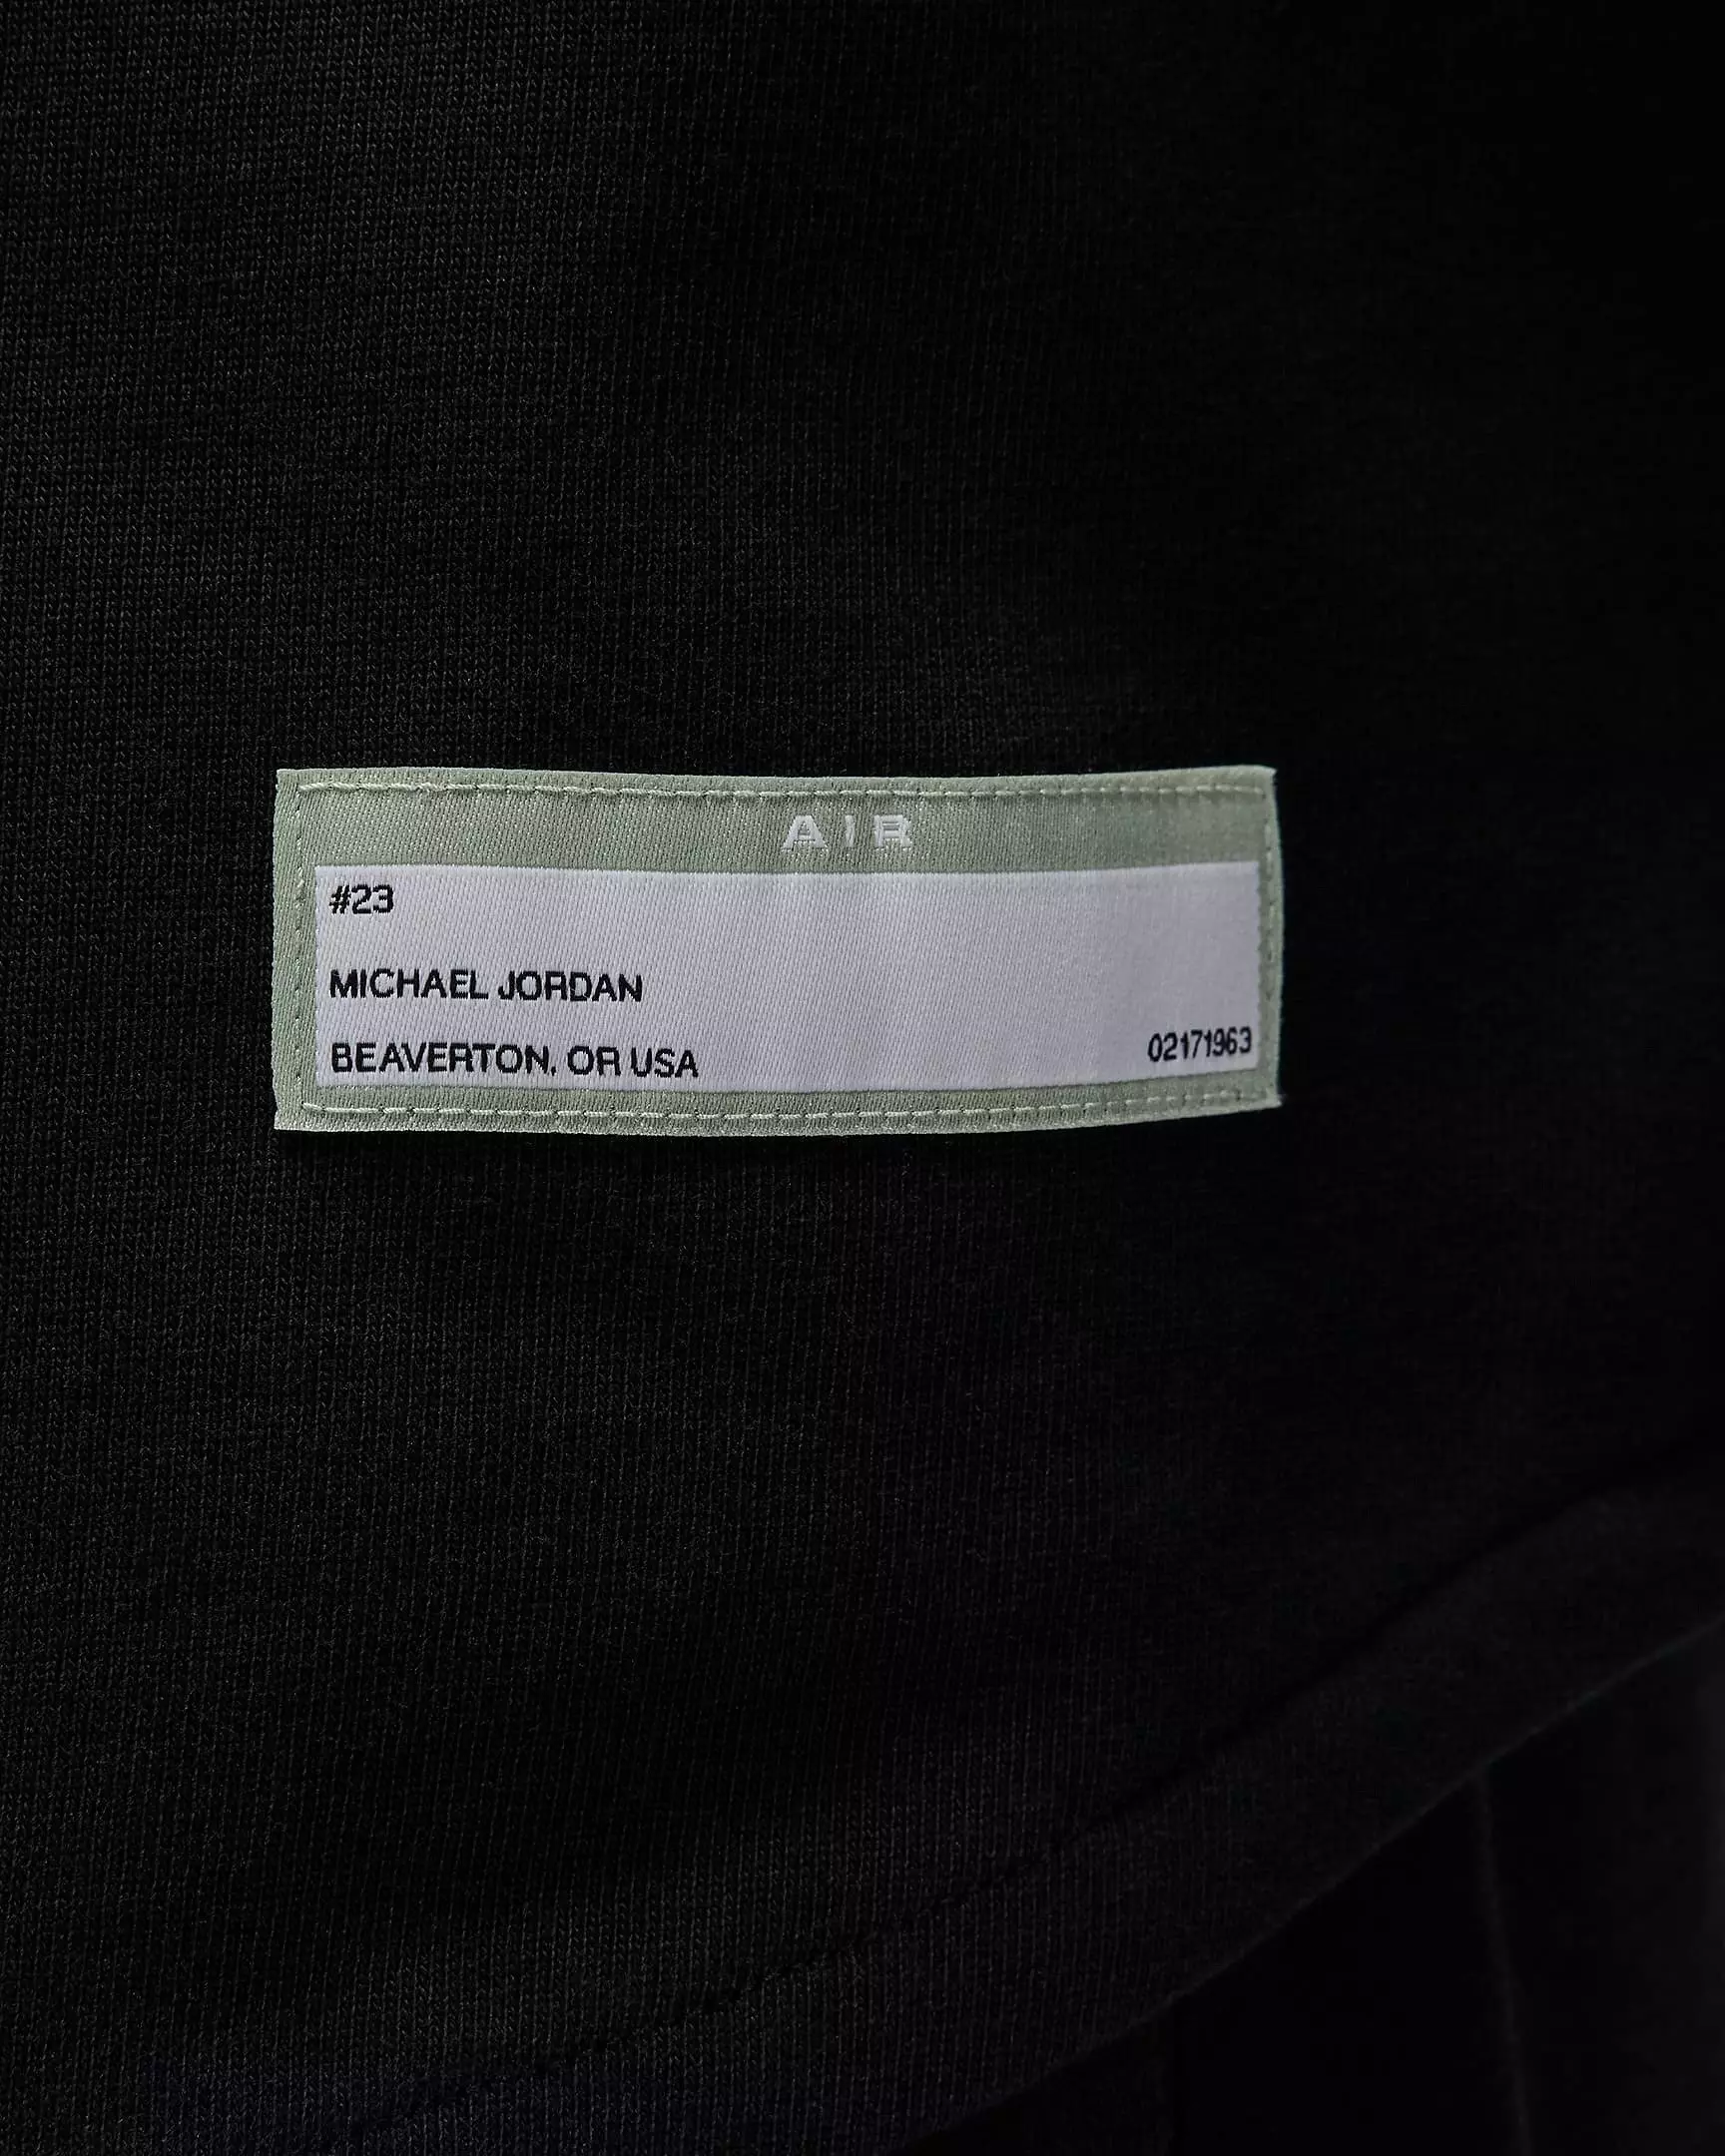 AIR
#23
MICHAEL JORDAN
BEAVERTON, OR USA
02171963